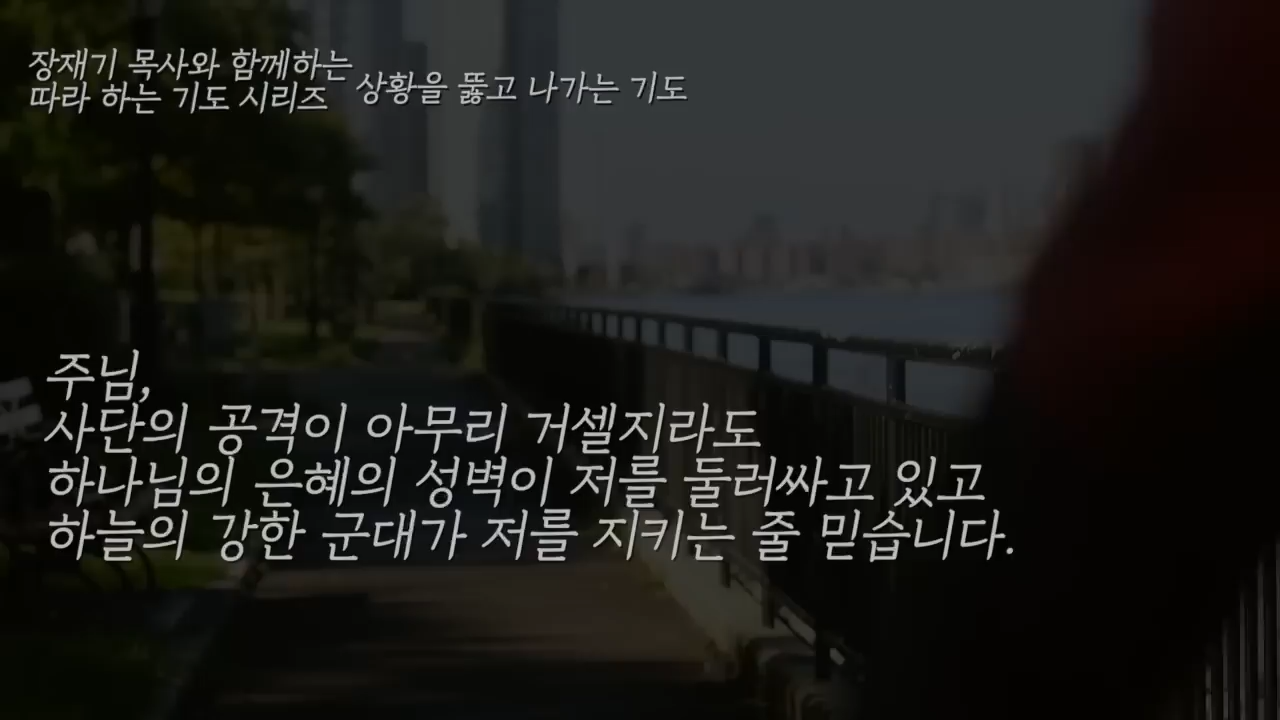 장재기 목사와 함께하는
따라 하는 기도 시리즈
상황을 뚫고 나가는 기도
주님,
사단의 공격이 아무리 거셀지라도
하나님의 은혜의 성벽이 저를 둘러싸고 있고
하늘의 강한 군대가 저를 지키는 줄 믿습니다.